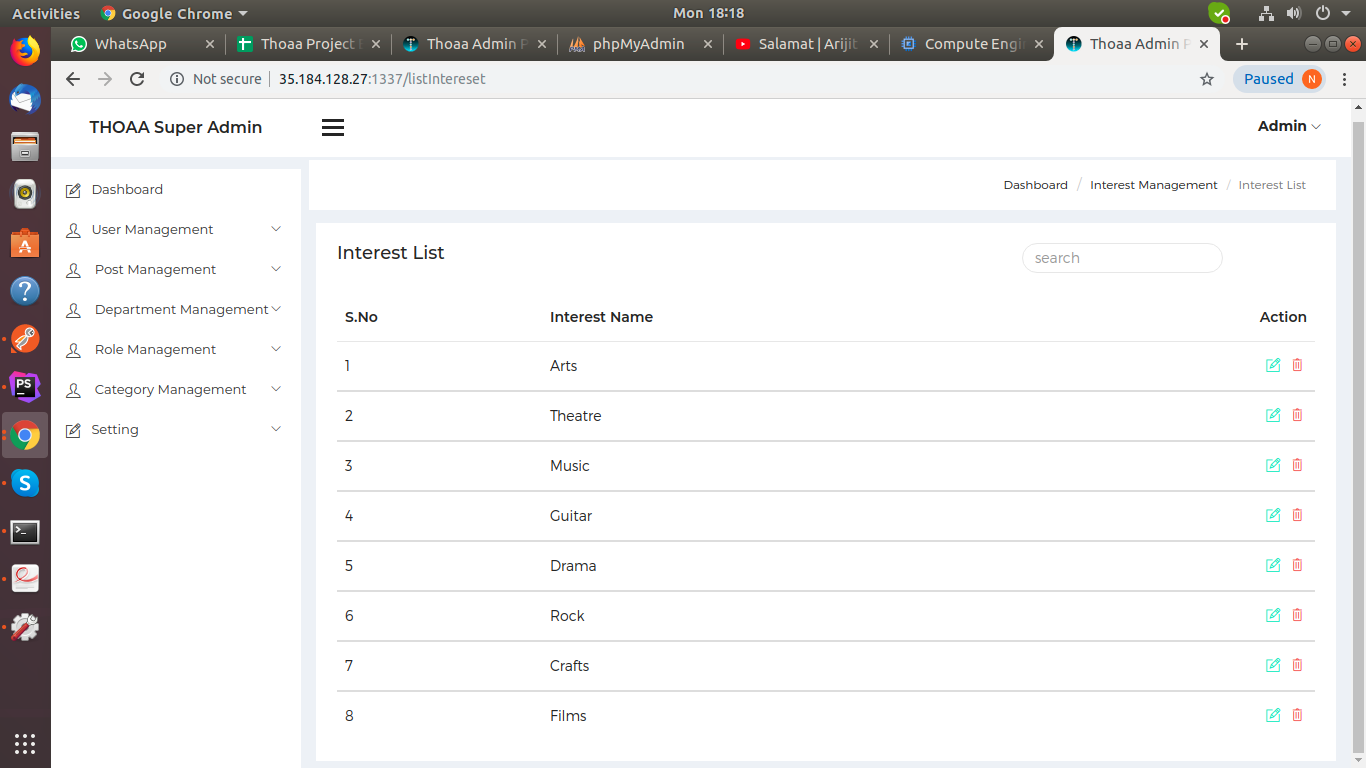 Activities Google Chrome Mon 18:18
WhatsApp Thoaa Project Thoaa Admin P phpMyAdmin Salamat | Arijit Compute Engi Thoaa Admin P
Not secure 35.184.128.27:1337/listIntereset Paused N
THOAA Super Admin Admin
Dashboard / Interest Management / Interest List
Dashboard
User Management
Post Management
Department Management
Role Management
Category Management
Setting
Interest List search
S.No Interest Name Action
1 Arts
2 Theatre
3 Music
4 Guitar
5 Drama
6 Rock
7 Crafts
8 Films
PS
S